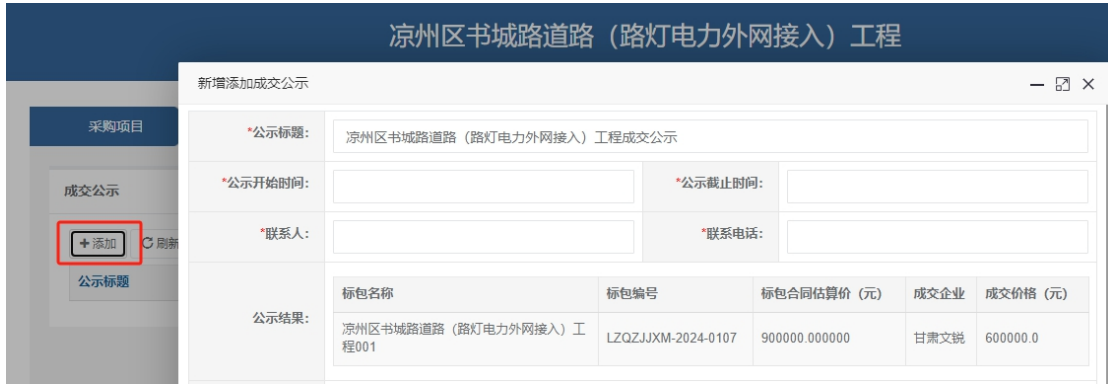 凉州区书城路道路（路灯电力外网接入）工程
新增添加成交公示
采购项目
*公示标题:
凉州区书城路道路（路灯电力外网接入）工程成交公示
成交公示
*公示开始时间:
*公示截止时间:
+添加
刷新
*联系人:
*联系电话:
公示标题
公示结果:
标包名称
标包编号
标包合同估算价（元）
成交企业
成交价格（元）
凉州区书城路道路（路灯电力外网接入）工
程001
LZQZJJXM-2024-0107
900000.000000
甘肃文锐
600000.0